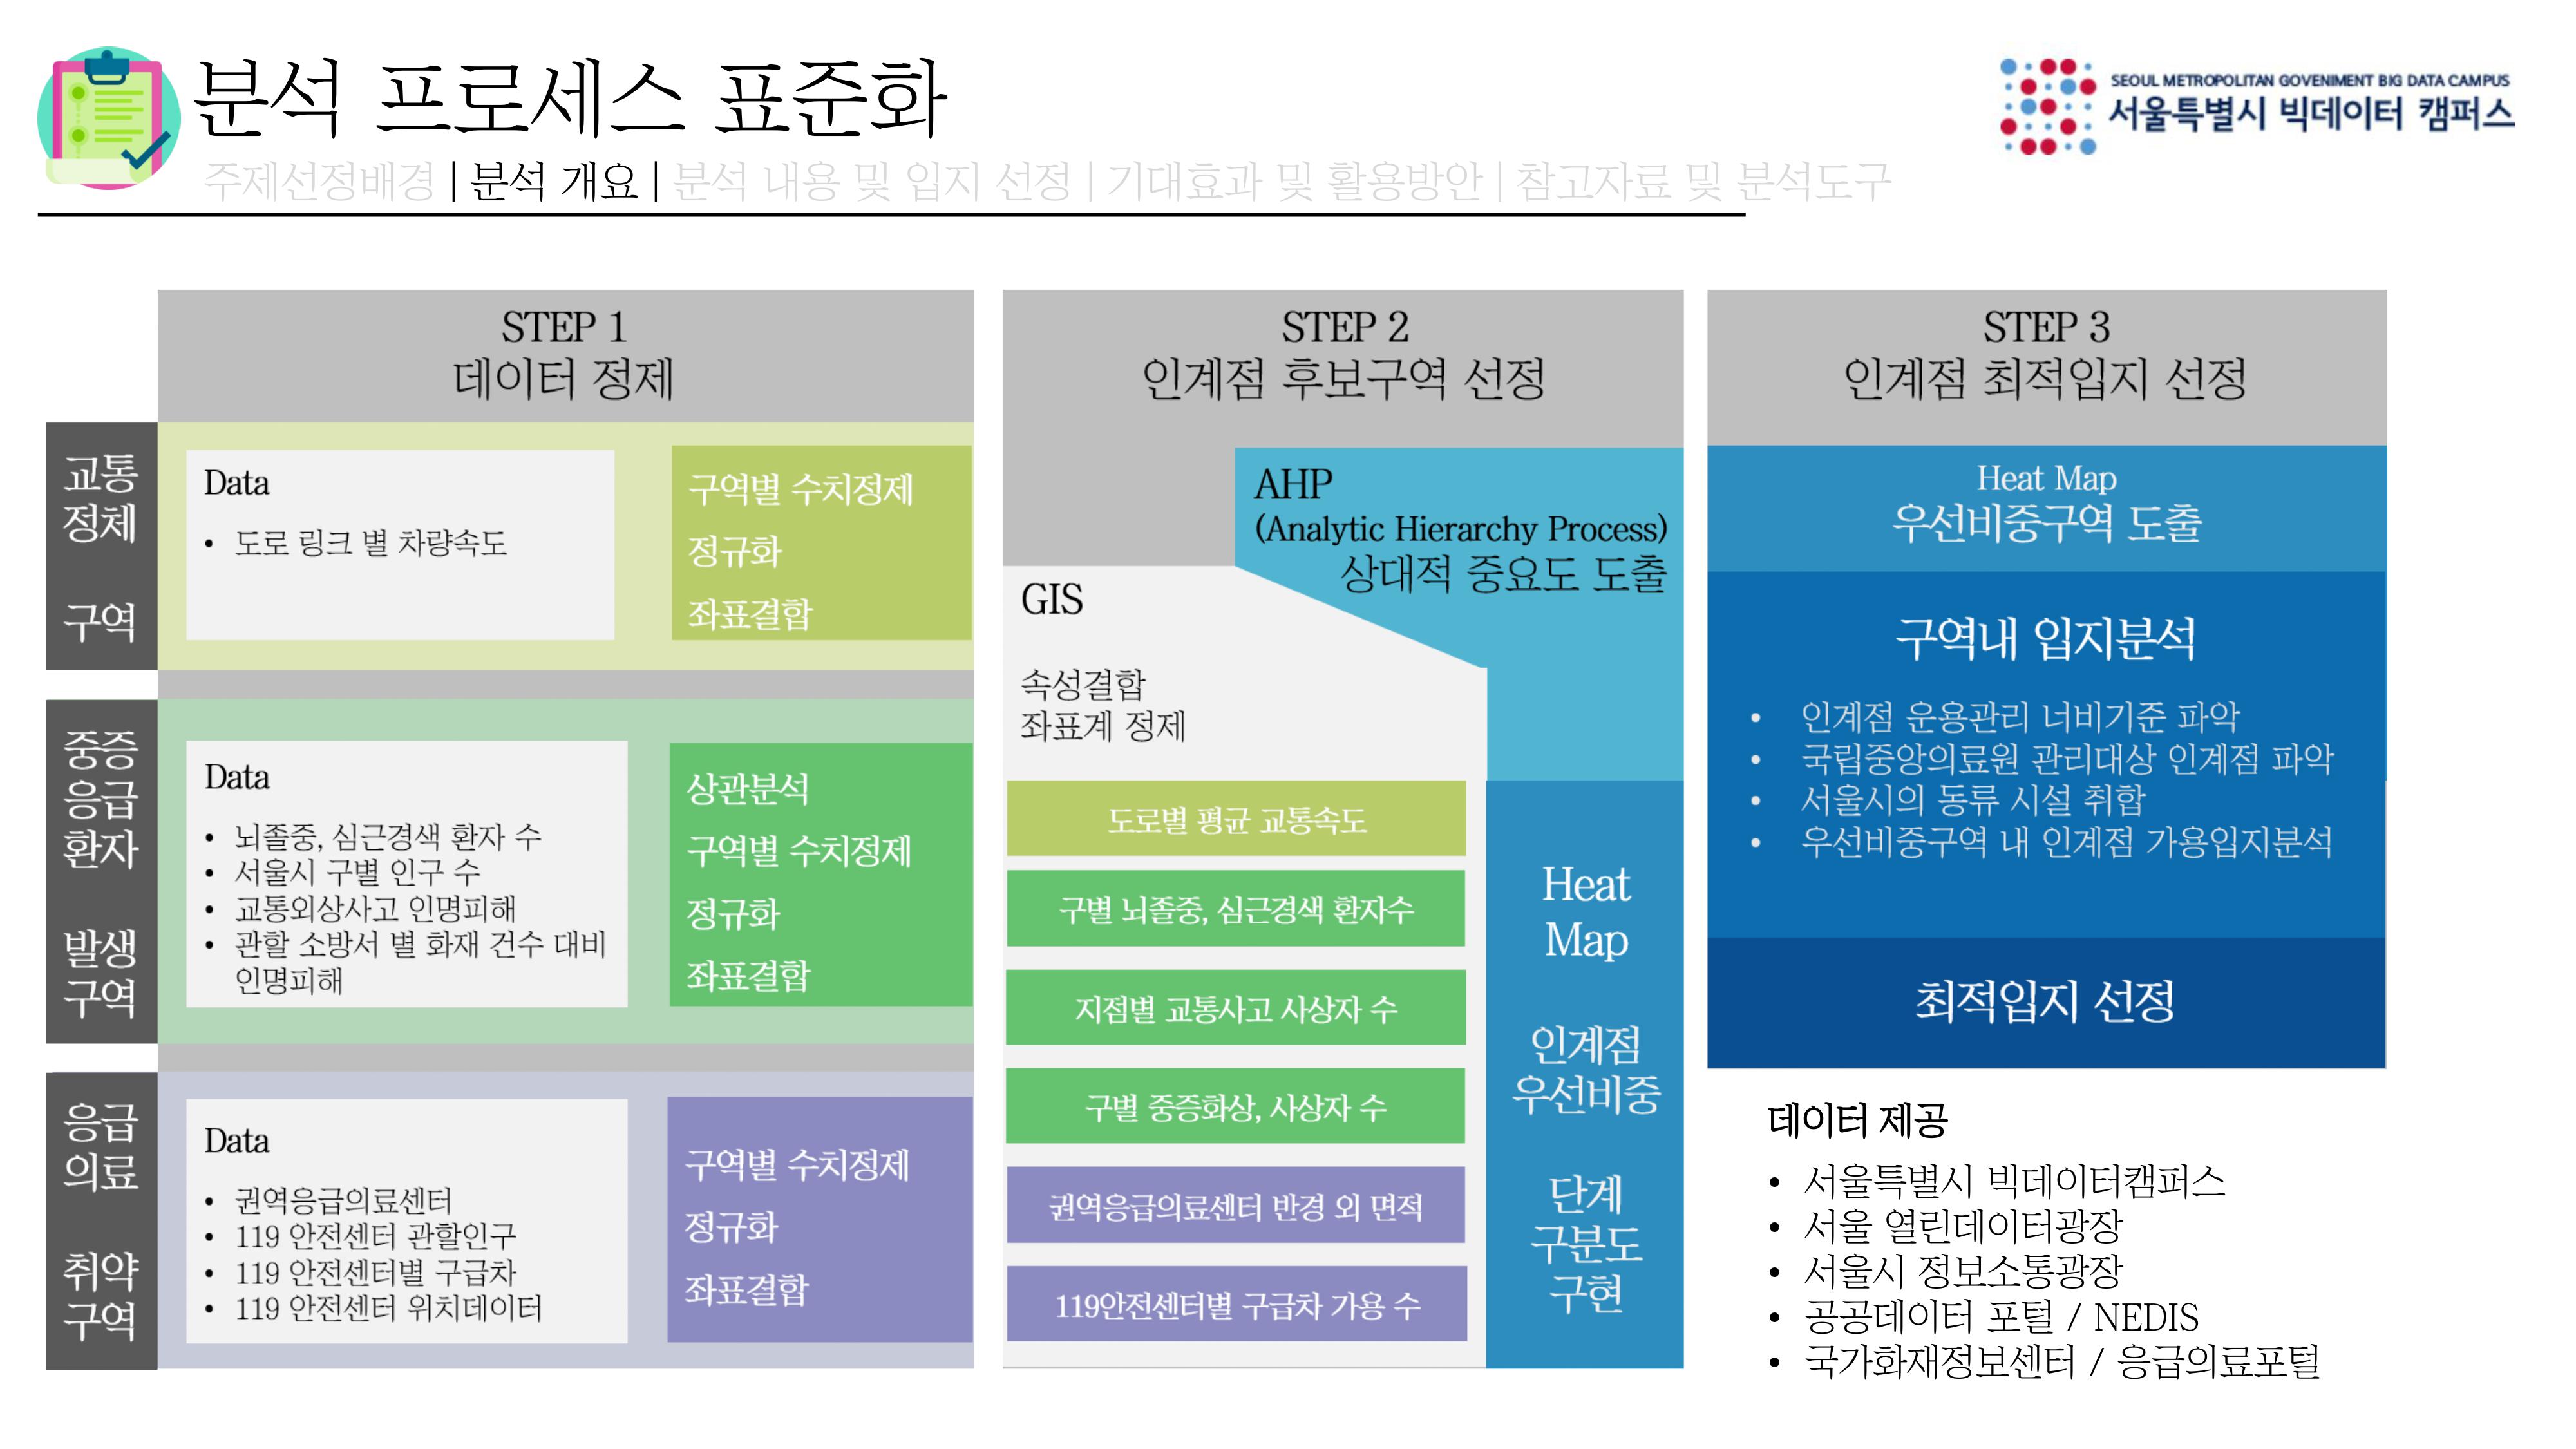 분석 프로세스 표준화
SEOUL METROPOLITAN GOVENIMENT BIG DATA CAMPUS
서울특별시 빅데이터 캠퍼스
주제선정배경 | 분석 개요 | 분석 내용 및 입지 선정 | 기대효과 및 활용방안 | 참고자료 및 분석도구
STEP 1
데이터 정제
교통
정체
구역
Data
• 도로 링크 별 차량속도
구역별 수치정제
정규화
좌표결합
중증
응급
환자
발생
구역
Data
• 뇌졸중, 심근경색 환자 수
• 서울시 구별 인구 수
• 교통외상사고 인명피해
• 관할 소방서 별 화재 건수 대비
인명피해
상관분석
구역별 수치정제
정규화
좌표결합
응급
의료
취약
구역
Data
• 권역응급의료센터
• 119 안전센터 관할인구
• 119 안전센터별 구급차
• 119 안전센터 위치데이터
구역별 수치정제
정규화
좌표결합
STEP 2
인계점 후보구역 선정
AHP
(Analytic Hierarchy Process)
상대적 중요도 도출
GIS
속성결합
좌표계 정제
도로별 평균 교통속도
구별 뇌졸중, 심근경색 환자수
지점별 교통사고 사상자 수
구별 중증화상, 사상자 수
권역응급의료센터 반경 외 면적
119안전센터별 구급차 가용 수
Heat
Map
인계점
우선비중
단계
구분도
구현
STEP 3
인계점 최적입지 선정
Heat Map
우선비중구역 도출
구역내 입지분석
• 인계점 운용관리 너비기준 파악
• 국립중앙의료원 관리대상 인계점 파악
• 서울시의 동류 시설 취합
• 우선비중구역 내 인계점 가용입지분석
최적입지 선정
데이터 제공
• 서울특별시 빅데이터캠퍼스
• 서울 열린데이터광장
• 서울시 정보소통광장
• 공공데이터 포털 / NEDIS
• 국가화재정보센터 / 응급의료포털